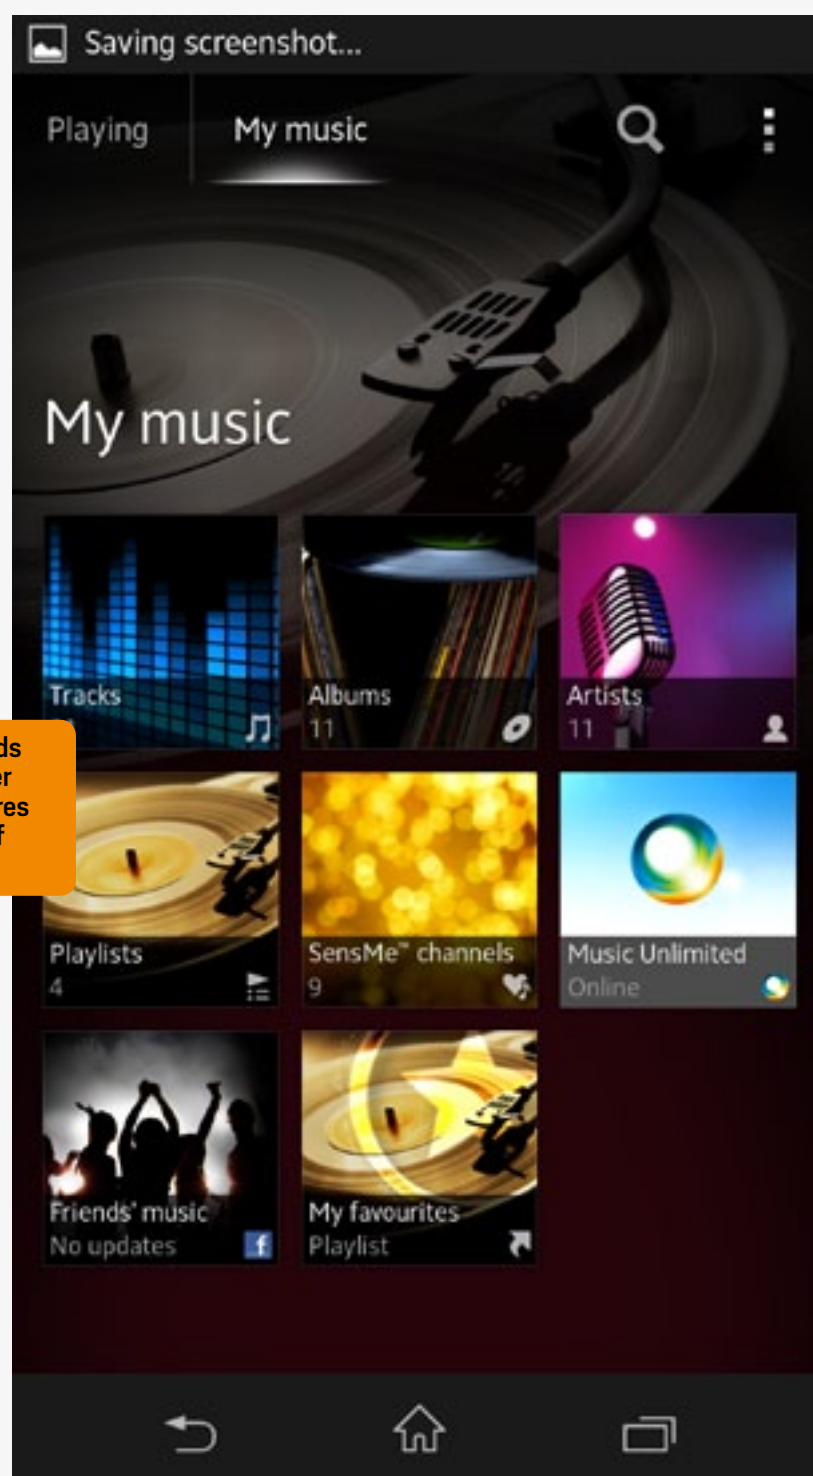 Saving screenshot...
Playing
My music
My music
Tracks
Albums
11
Artists
11
Playlists
4
SensMe™ channels
9
Music Unlimited
Online
Friends' music
No updates
f
My favourites
Playlist